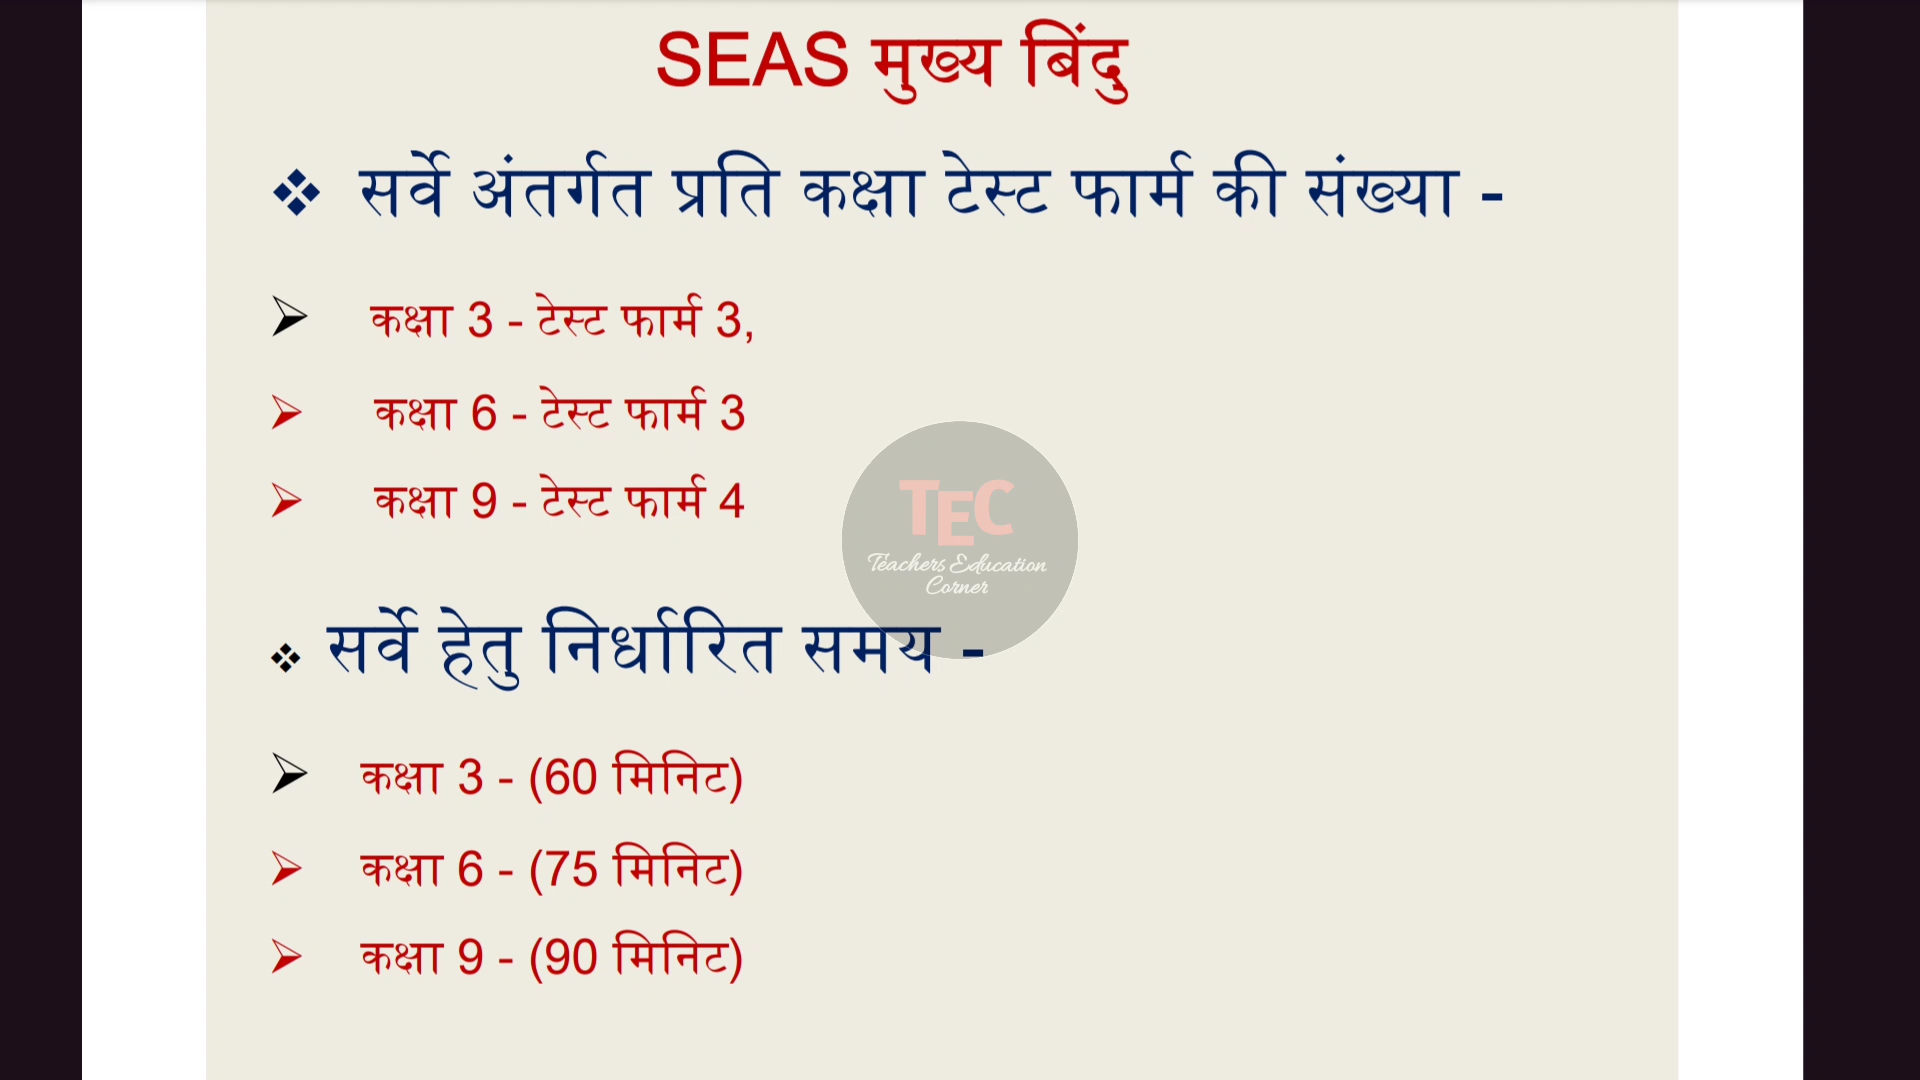 SEAS मुख्य बिंदु
❖ सर्वे अंतर्गत प्रति कक्षा टेस्ट फार्म की संख्या -
➢ कक्षा 3 - टेस्ट फार्म 3,
➢ कक्षा 6 - टेस्ट फार्म 3
➢ कक्षा 9 - टेस्ट फार्म 4
TEC
Teachers Education
Corner
❖ सर्वे हेतु निर्धारित समय -
➢ कक्षा 3 - (60 मिनिट)
➢ कक्षा 6 - (75 मिनिट)
➢ कक्षा 9 - (90 मिनिट)